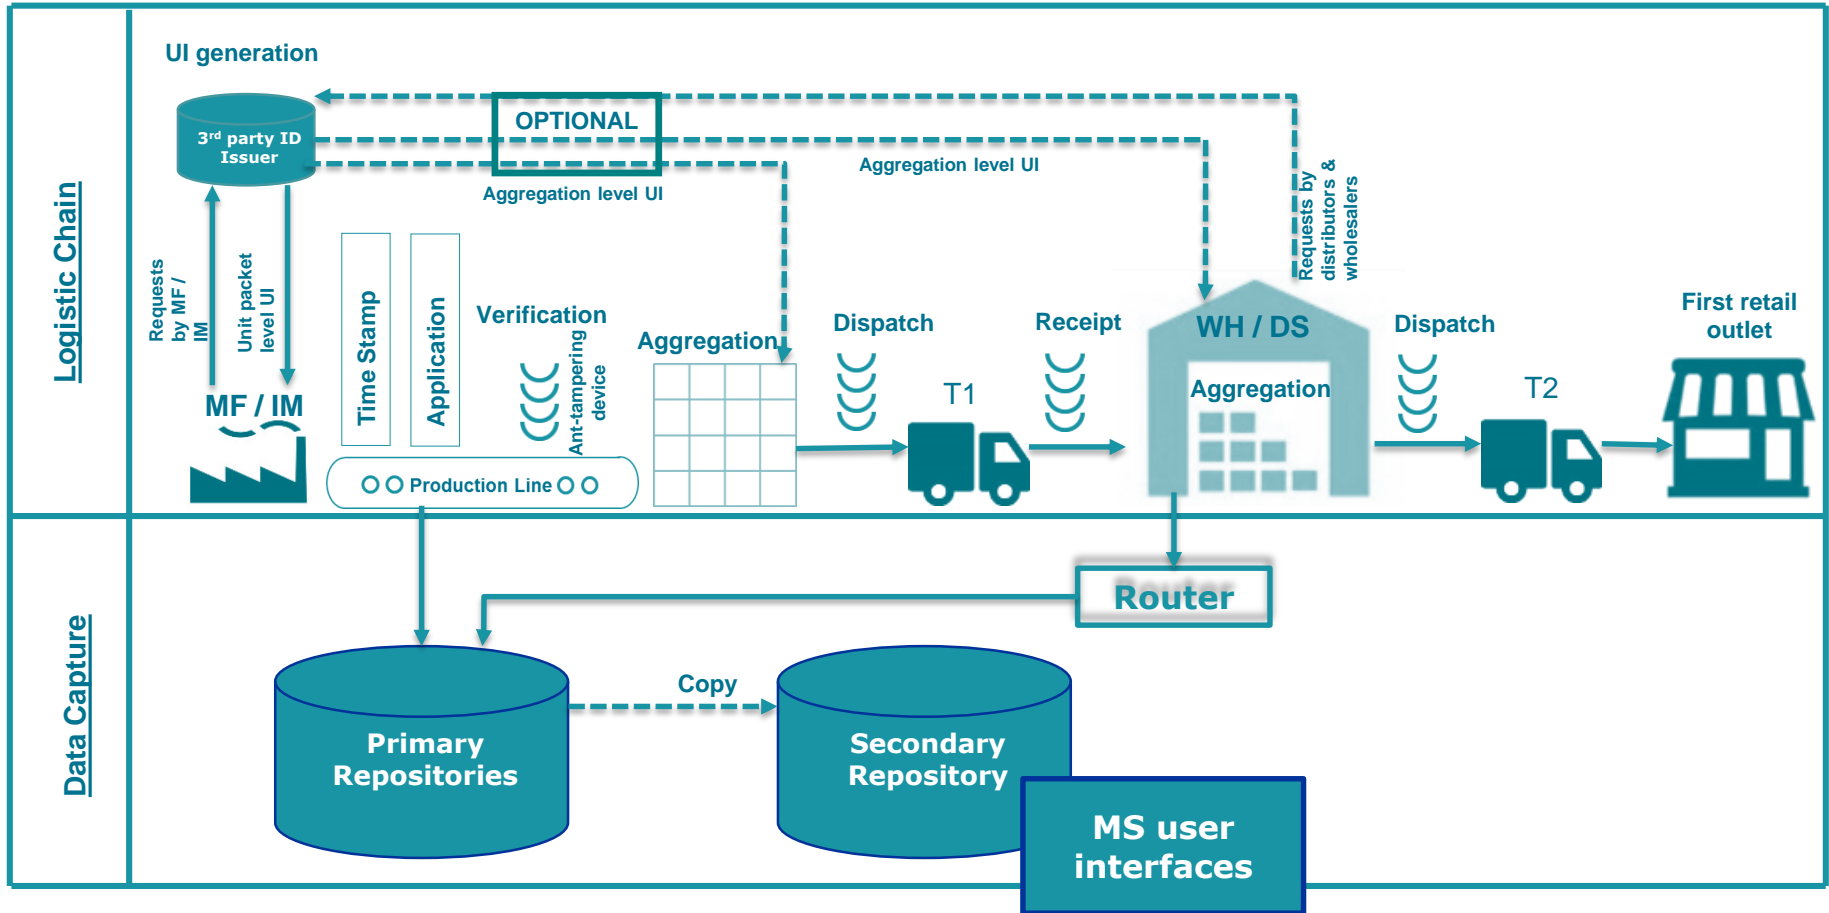 UI generation
3rd party ID
Issuer
OPTIONAL
Aggregation level UI
Aggregation level UI
Requests by
distributors &
wholesalers
Logistic Chain
Requests
by MF /
IM
Unit packet
level UI
MF / IM
Time Stamp
Application
Verification
Ant-tampering
device
Production Line
Aggregation
Dispatch
T1
Receipt
WH / DS
Aggregation
Dispatch
T2
First retail
outlet
Data Capture
Router
Primary
Repositories
Copy
Secondary
Repository
MS user
interfaces